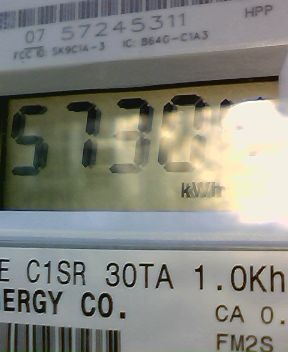 HPP
07 57245311
FCC ID: SK9C1A-3 IC: 864G-C1A3
5730
KWh
E C1SR 30TA 1.0Kh
ERGY CO.
CA 0.
FM2S